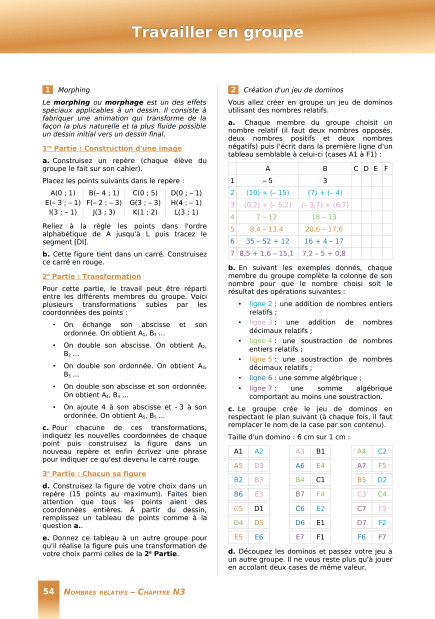 Travailler en groupe
1 Morphing
Le morphing ou morphage est un des effets
spéciaux applicables à un dessin. Il consiste à
fabriquer une animation qui transforme de la
façon la plus naturelle et la plus fluide possible
un dessin initial vers un dessin final.
1re Partie : Construction d'une image
a. Construisez un repère (chaque élève du
groupe le fait sur son cahier).
Placez les points suivants dans le repère :
A(0 ; 1) B(– 4 ; 1) C(0 ; 5) D(0 ; – 1)
E(– 3 ; – 1) F(– 2 ; – 3) G(3 ; – 3) H(4 ; – 1)
I(3 ; – 1) J(3 ; 3) K(1 ; 2) L(3 ; 1)
Reliez à la règle les points dans l'ordre
alphabétique de A jusqu'à L puis tracez le
segment [DI].
b. Cette figure tient dans un carré. Construisez
ce carré en rouge.
2e Partie : Transformation
Pour cette partie, le travail peut être réparti
entre les différents membres du groupe. Voici
plusieurs transformations subies par les
coordonnées des points :
• On échange son abscisse et son
ordonnée. On obtient A1, B1 ...
• On double son abscisse. On obtient A2,
B2 ...
• On double son ordonnée. On obtient A3,
B3 ...
• On double son abscisse et son ordonnée.
On obtient A4, B4 ...
• On ajoute 4 à son abscisse et - 3 à son
ordonnée. On obtient A5, B5 ...
c. Pour chacune de ces transformations,
indiquez les nouvelles coordonnées de chaque
point puis construisez la figure dans un
nouveau repère et enfin écrivez une phrase
pour indiquer ce qu'est devenu le carré rouge.
3e Partie : Chacun sa figure
d. Construisez la figure de votre choix dans un
repère (15 points au maximum). Faites bien
attention que tous les points aient des
coordonnées entières. À partir du dessin,
remplissez un tableau de points comme à la
question a..
e. Donnez ce tableau à un autre groupe pour
qu'il réalise la figure puis une transformation de
votre choix parmi celles de la 2e Partie.
2 Création d'un jeu de dominos
Vous allez créer en groupe un jeu de dominos
utilisant des nombres relatifs.
a. Chaque membre du groupe choisit un
nombre relatif (il faut deux nombres opposés,
deux nombres positifs et deux nombres
négatifs) puis l'écrit dans la première ligne d'un
tableau semblable à celui-ci (cases A1 à F1) :
A B C D E F
1 – 5 3
2 (10) + (– 15) (7) + (– 4)
3 (0,2) + (– 5,2) (– 3,7) + (6,7)
4 7 – 12 18 – 13
5 8,4 – 13,4 20,6 – 17,6
6 35 – 52 + 12 16 + 4 – 17
7 8,5 + 1,6 – 15,1 7,2 – 5 + 0,8
b. En suivant les exemples donnés, chaque
membre du groupe complète la colonne de son
nombre pour que le nombre choisi soit le
résultat des opérations suivantes :
• ligne 2 : une addition de nombres entiers
relatifs ;
• ligne 3 : une addition de nombres
décimaux relatifs ;
• ligne 4 : une soustraction de nombres
entiers relatifs ;
• ligne 5 : une soustraction de nombres
décimaux relatifs ;
• ligne 6 : une somme algébrique ;
• ligne 7 : une somme algébrique
comportant au moins une soustraction.
c. Le groupe crée le jeu de dominos en
respectant le plan suivant (à chaque fois, il faut
remplacer le nom de la case par son contenu).
Taille d'un domino : 6 cm sur 1 cm :
A1 A2 A3 B1 A4 C2
A5 D3 A6 E4 A7 F5
B2 B3 B4 C1 B5 D2
B6 E3 B7 F4 C3 C4
C5 D1 C6 E2 C7 F3
D4 D5 D6 E1 D7 F2
E5 E6 E7 F1 F6 F7
d. Découpez les dominos et passez votre jeu à
un autre groupe. Il ne vous reste plus qu'à jouer
en accolant deux cases de même valeur.
54 NOMBRES RELATIFS – CHAPITRE N3